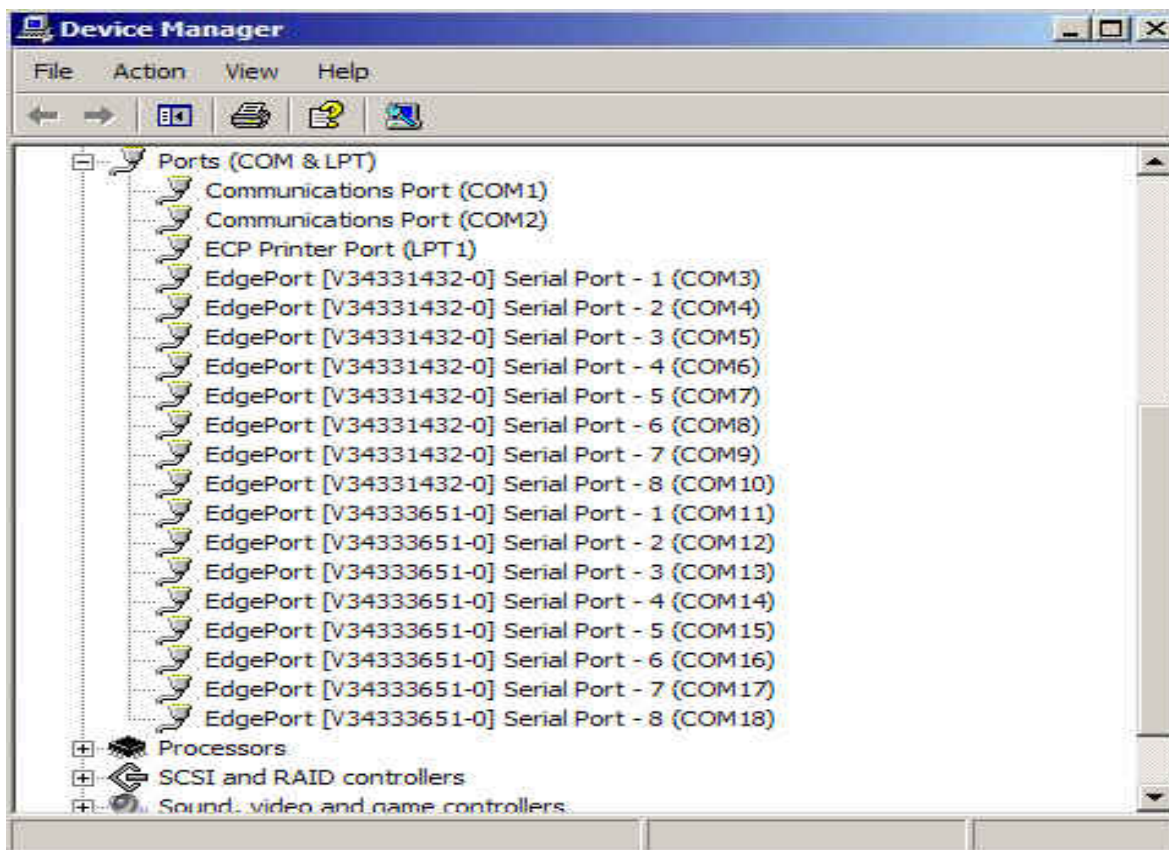 Device Manager
File Action View Help
Ports (COM & LPT)
Communications Port (COM1)
Communications Port (COM2)
ECP Printer Port (LPT1)
EdgePort [V34331432-0] Serial Port - 1 (COM3)
EdgePort [V34331432-0] Serial Port - 2 (COM4)
EdgePort [V34331432-0] Serial Port - 3 (COM5)
EdgePort [V34331432-0] Serial Port - 4 (COM6)
EdgePort [V34331432-0] Serial Port - 5 (COM7)
EdgePort [V34331432-0] Serial Port - 6 (COM8)
EdgePort [V34331432-0] Serial Port - 7 (COM9)
EdgePort [V34331432-0] Serial Port - 8 (COM10)
EdgePort [V34333651-0] Serial Port - 1 (COM11)
EdgePort [V34333651-0] Serial Port - 2 (COM12)
EdgePort [V34333651-0] Serial Port - 3 (COM13)
EdgePort [V34333651-0] Serial Port - 4 (COM14)
EdgePort [V34333651-0] Serial Port - 5 (COM15)
EdgePort [V34333651-0] Serial Port - 6 (COM16)
EdgePort [V34333651-0] Serial Port - 7 (COM17)
EdgePort [V34333651-0] Serial Port - 8 (COM18)
Processors
SCSI and RAID controllers
Sound, video and game controllers